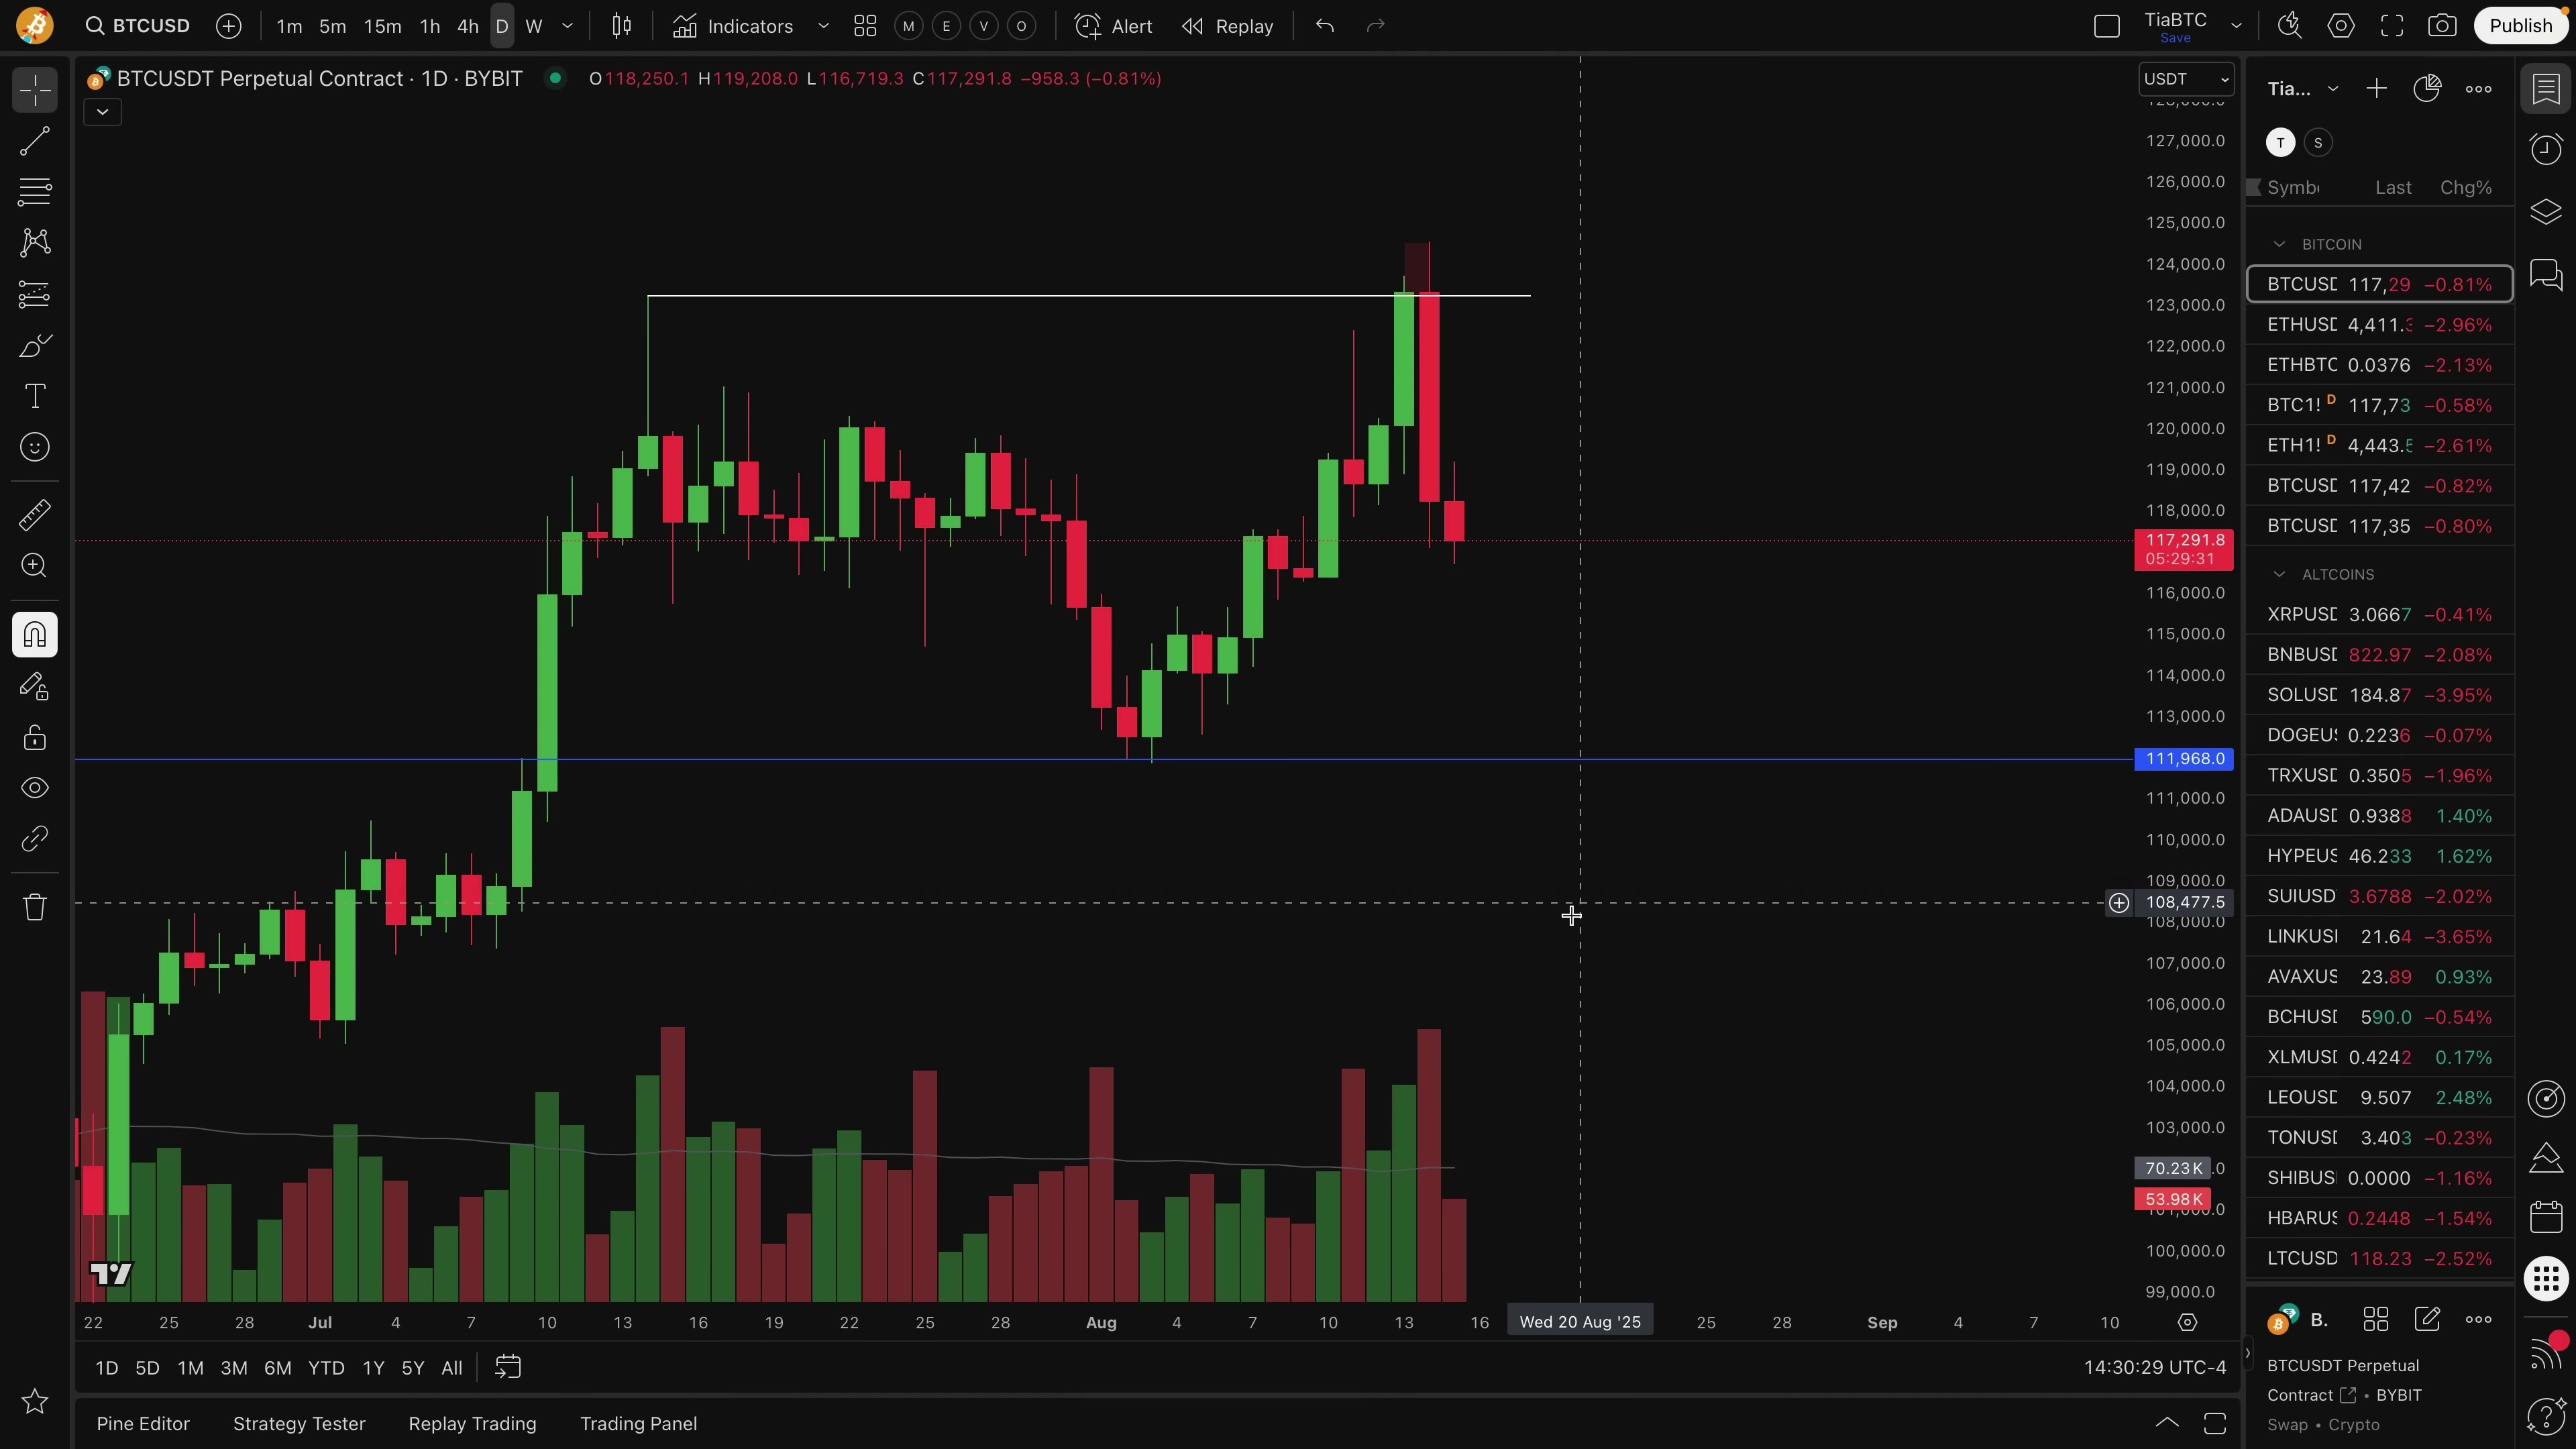 BTCUSD
1m 5m 15m 1h 4h D W
Indicators
M E V O
Alert
Replay
TiaBTC
Save
Publish
BTCUSDT Perpetual Contract · 1D · BYBIT
O118,250.1 H119,208.0 L116,719.3 C117,291.8 −958.3 (−0.81%)
USDT
127,000.0
126,000.0
125,000.0
124,000.0
123,000.0
122,000.0
121,000.0
120,000.0
119,000.0
118,000.0
117,291.8
05:29:31
116,000.0
115,000.0
114,000.0
113,000.0
111,968.0
111,000.0
110,000.0
109,000.0
108,477.5
108,000.0
107,000.0
106,000.0
105,000.0
104,000.0
103,000.0
70.23K
53.98K
100,000.0
99,000.0
22 25 28 Jul 4 7 10 13 16 19 22 25 28 Aug 4 7 10 13 16 Wed 20 Aug '25 25 28 Sep 4 7 10
1D 5D 1M 3M 6M YTD 1Y 5Y All
14:30:29 UTC-4
Pine Editor Strategy Tester Replay Trading Trading Panel
Tia...
T S
Last Chg%
BITCOIN
BTCUSD 117,29 −0.81%
ETHUSD 4,411.3 −2.96%
ETHBTC 0.0376 −2.13%
BTC1! D 117,73 −0.58%
ETH1! D 4,443.5 −2.61%
BTCUSD 117,42 −0.82%
BTCUSD 117,35 −0.80%
ALTCOINS
XRPUSD 3.0667 −0.41%
BNBUSD 822.97 −2.08%
SOLUSD 184.87 −3.95%
DOGEUS 0.2236 −0.07%
TRXUSD 0.3505 −1.96%
ADAUSD 0.9388 1.40%
HYPEUS 46.233 1.62%
SUIUSD 3.6788 −2.02%
LINKUS 21.64 −3.65%
AVAXUS 23.89 0.93%
BCHUSD 590.0 −0.54%
XLMUSD 0.4242 0.17%
LEOUSD 9.507 2.48%
TONUSD 3.403 −0.23%
SHIBUS 0.0000 −1.16%
HBARUS 0.2448 −1.54%
LTCUSD 118.23 −2.52%
B.
BTCUSDT Perpetual
Contract • BYBIT
Swap • Crypto